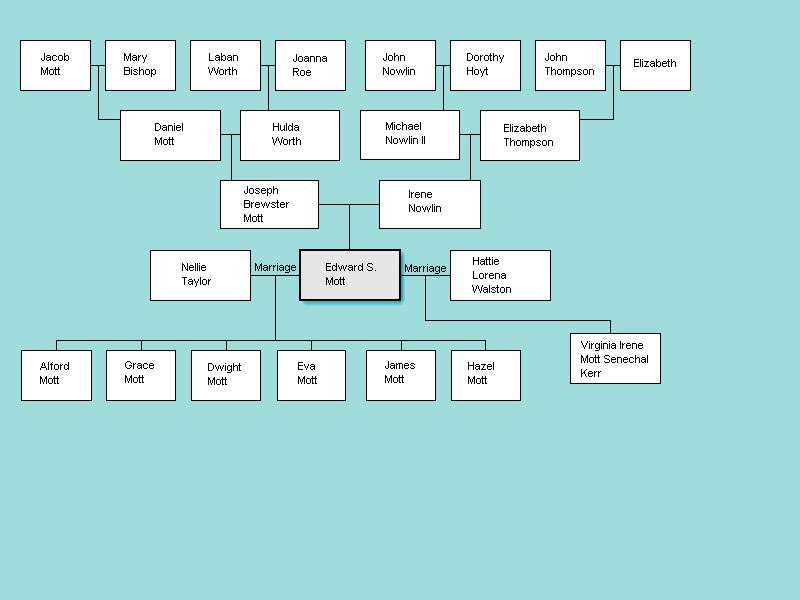 Jacob
Mott
Mary
Bishop
Laban
Worth
Joanna
Roe
John
Nowlin
Dorothy
Hoyt
John
Thompson
Elizabeth
Daniel
Mott
Hulda
Worth
Michael
Nowlin II
Elizabeth
Thompson
Joseph
Brewster
Mott
Irene
Nowlin
Nellie
Taylor
Marriage
Edward S.
Mott
Marriage
Hattie
Lorena
Walston
Alford
Mott
Grace
Mott
Dwight
Mott
Eva
Mott
James
Mott
Hazel
Mott
Virginia Irene
Mott Senechal
Kerr